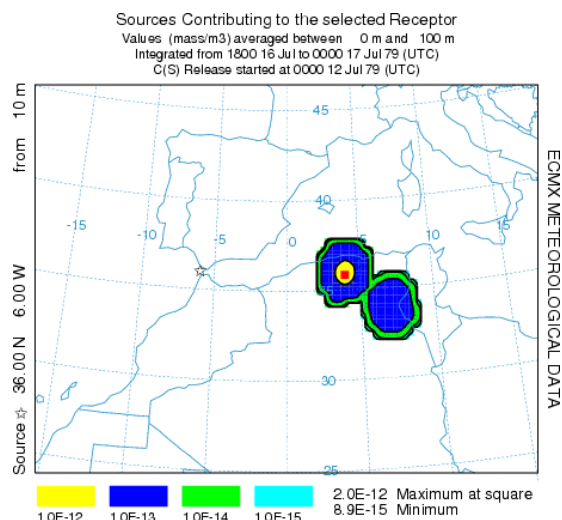 Sources Contributing to the selected Receptor
Values (mass/m3) averaged between 0 m and 100 m
Integrated from 1800 16 Jul to 0000 17 Jul 79 (UTC)
C(S) Release started at 0000 12 Jul 79 (UTC)
Source ☆ 36.00 N 6.00 W from 10 m
45
40
-15
-10
-5
-0
5
10
15
35
30
25
ECMX METEOROLOGICAL DATA
1.0E-12 1.0E-13 1.0E-14 1.0E-15
2.0E-12 Maximum at square
8.9E-15 Minimum